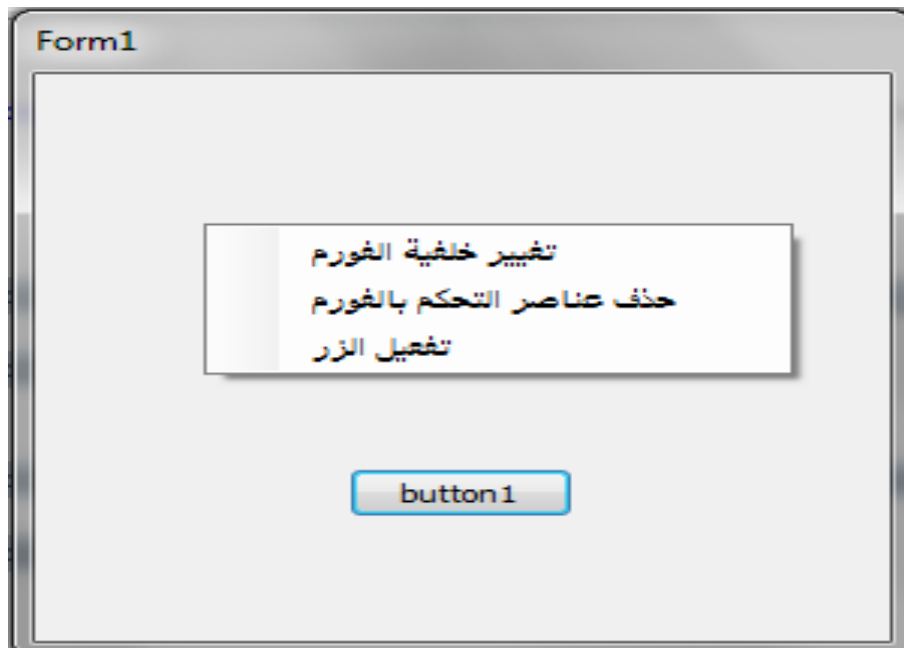 Form1
تغيير خلفية الفورم
حذف عناصر التحكم بالفورم
تفعيل الزر
button1